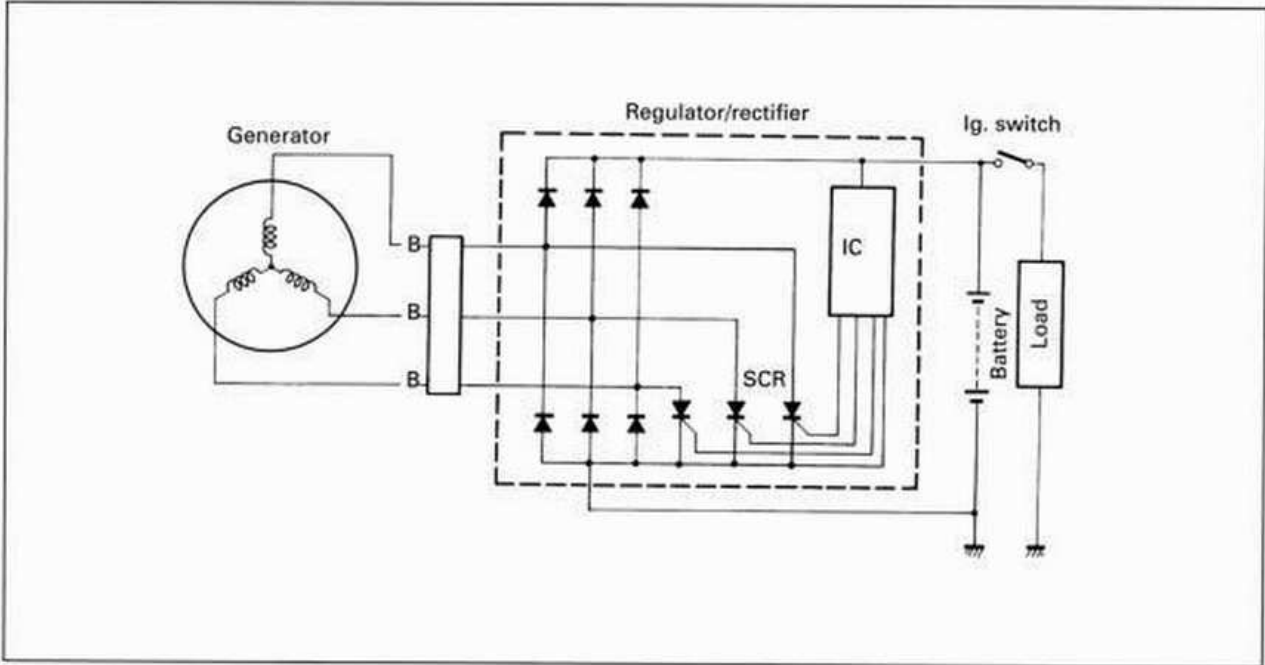 Regulator/rectifier
Generator
Ig. switch
B
IC
B
Battery
Load
SCR
B